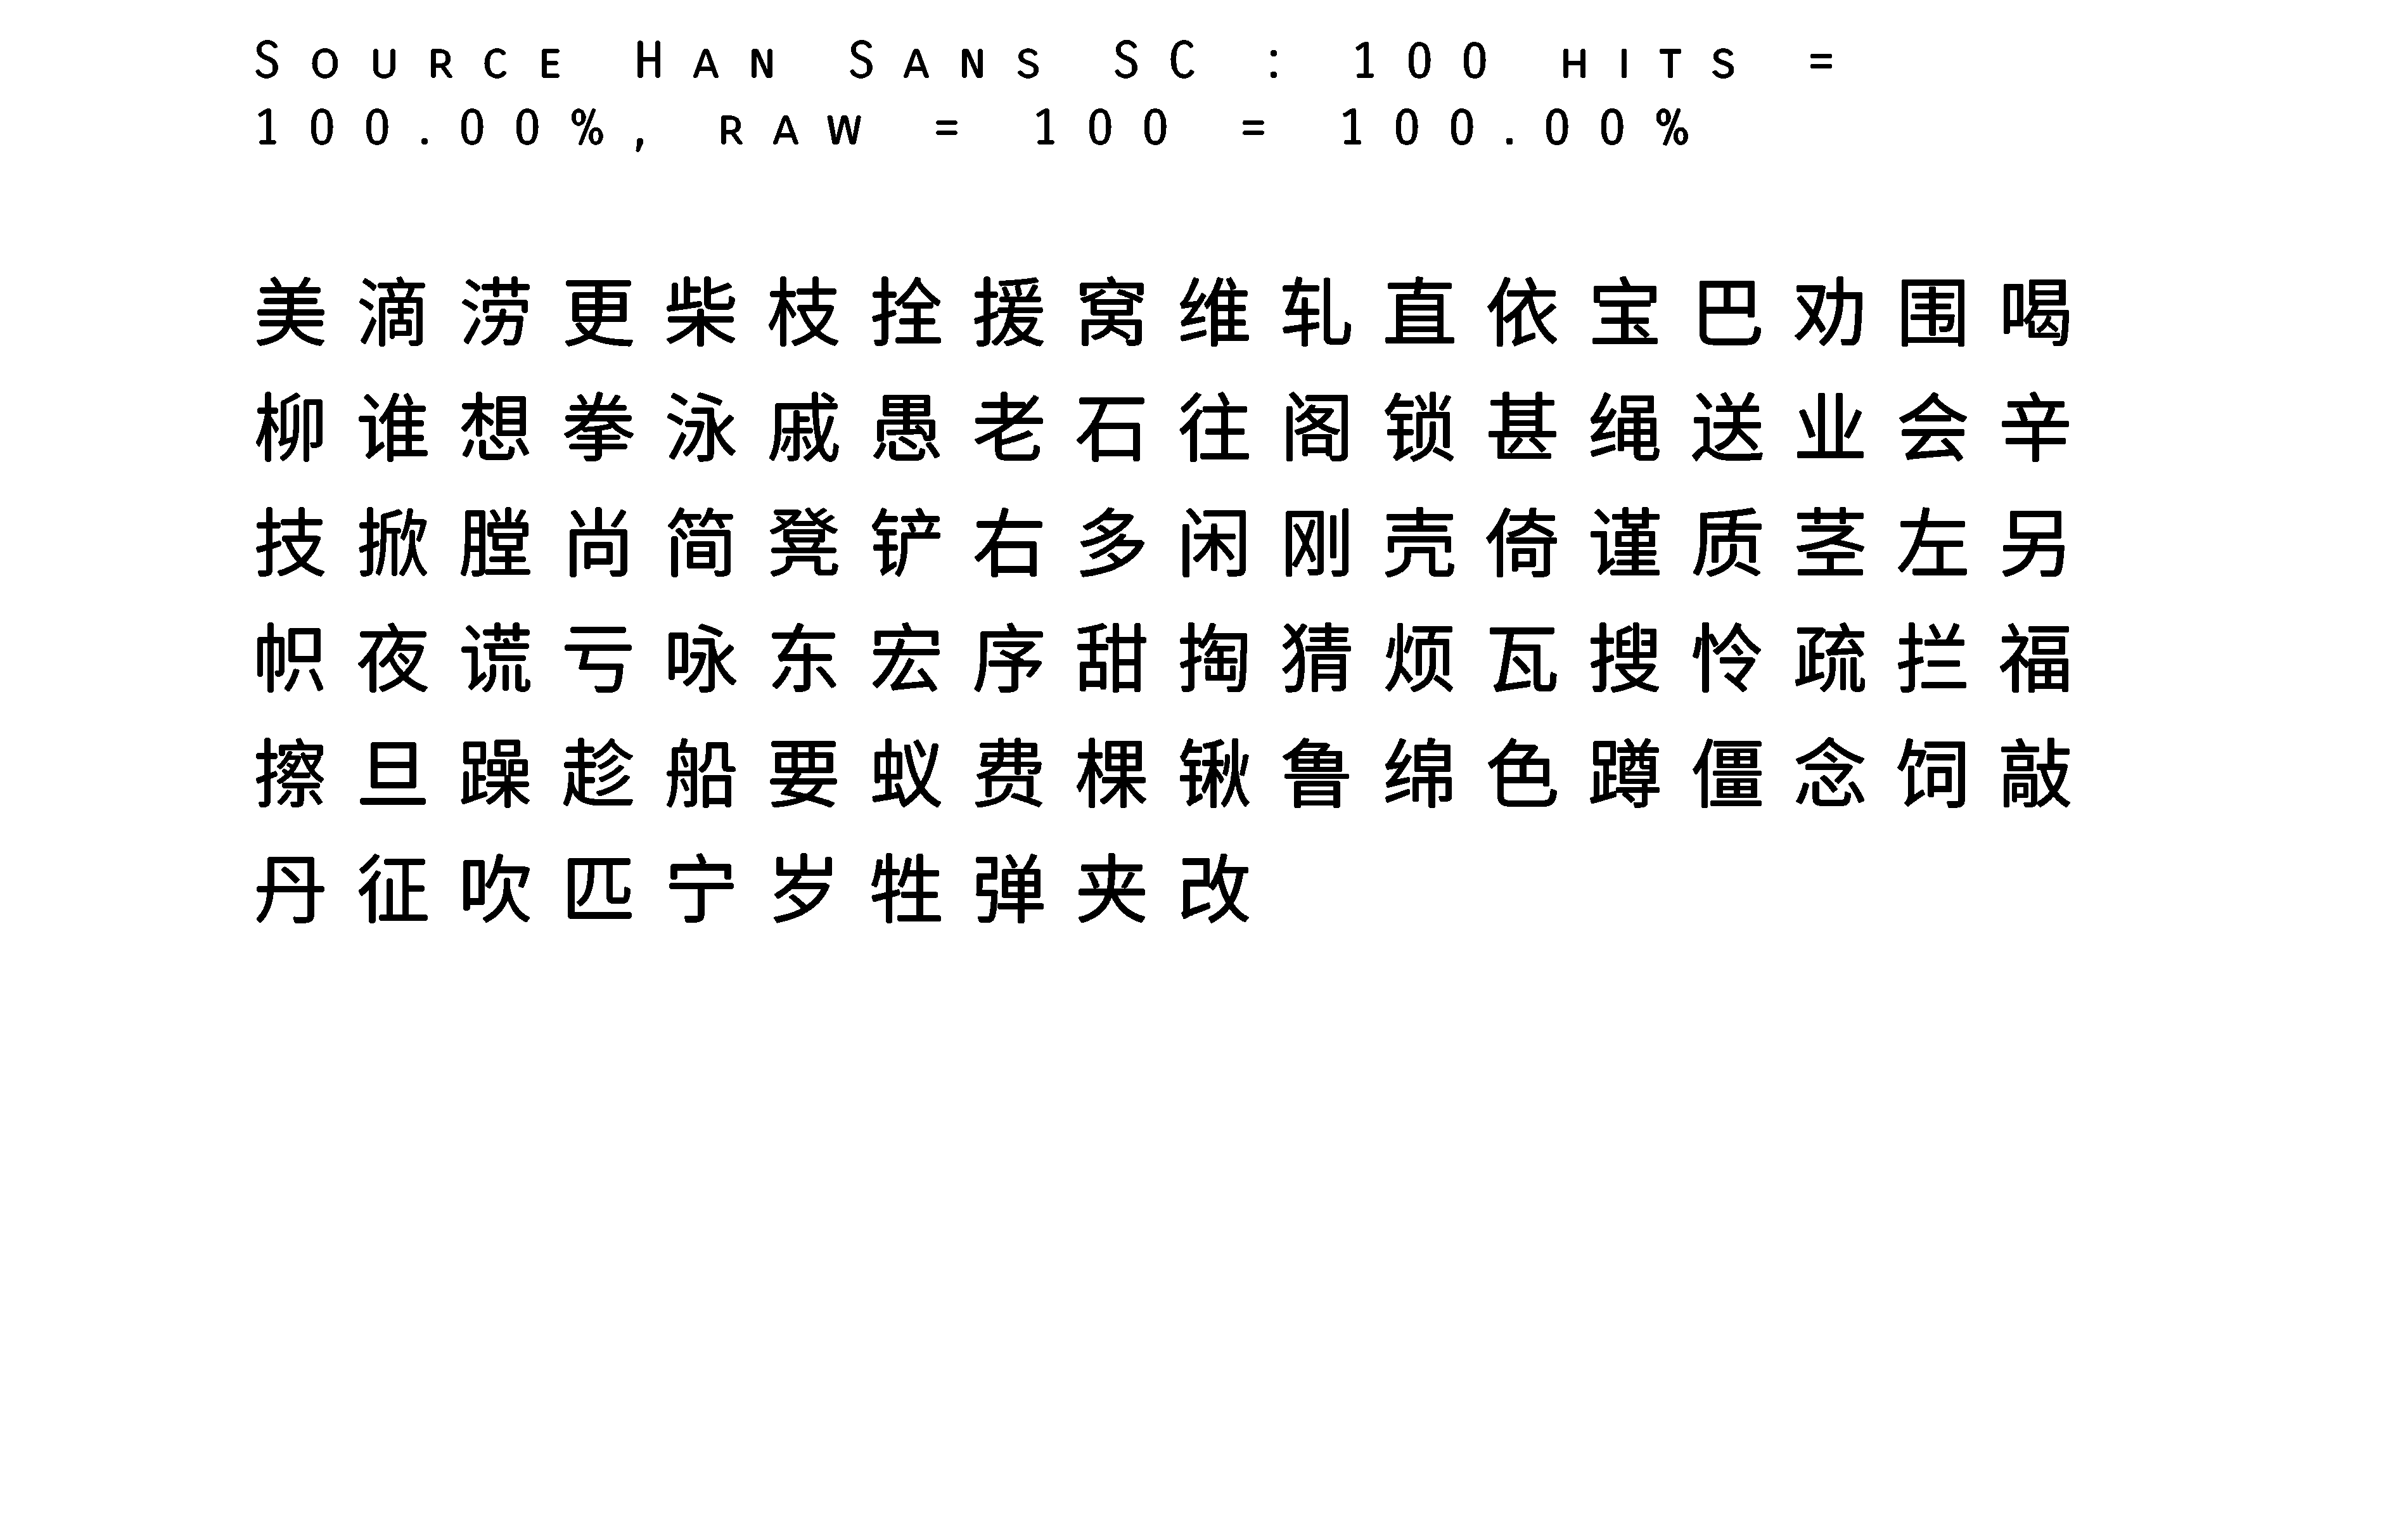 Source Han Sans SC : 100 hits =
100.00%, raw = 100 = 100.00%
美滴涝更柴枝拴援窝维轧直依宝巴劝围喝
柳谁想拳泳戚愚老石往阁锁甚绳送业会辛
技掀膛尚简凳铲右多闲刚壳倚谨质茎左另
帜夜谎亏咏东宏序甜掏猜烦瓦搜怜疏拦福
擦旦躁趁船要蚁费棵锹鲁绵色蹲僵念饲敲
丹征吹匹宁岁牲弹夹改